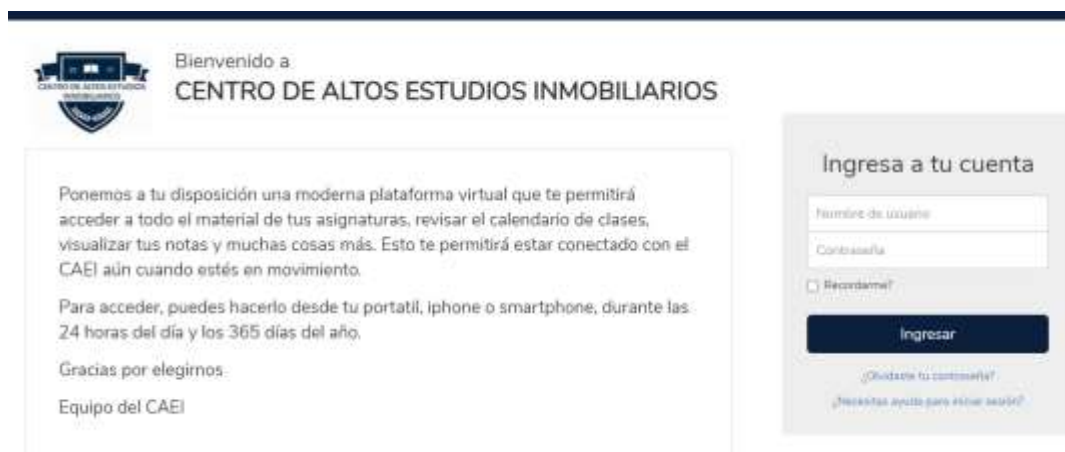 Bienvenido a
CENTRO DE ALTOS ESTUDIOS INMOBILIARIOS
CENTRO DE ALTOS ESTUDIOS
Ponemos a tu disposición una moderna plataforma virtual que te permitirá
acceder a todo el material de tus asignaturas, revisar el calendario de clases,
visualizar tus notas y muchas cosas más. Esto te permitirá estar conectado con el
CAEI aún cuando estés en movimiento.
Para acceder, puedes hacerlo desde tu portatil, iphone o smartphone, durante las
24 horas del día y los 365 días del año.
Gracias por elegirnos
Equipo del CAEI
Ingresa a tu cuenta
Nombre de usuario
Contraseña
Recordarme?
Ingresar
¿Olvidaste tu contraseña?
¿Necesitas ayuda para iniciar sesión?